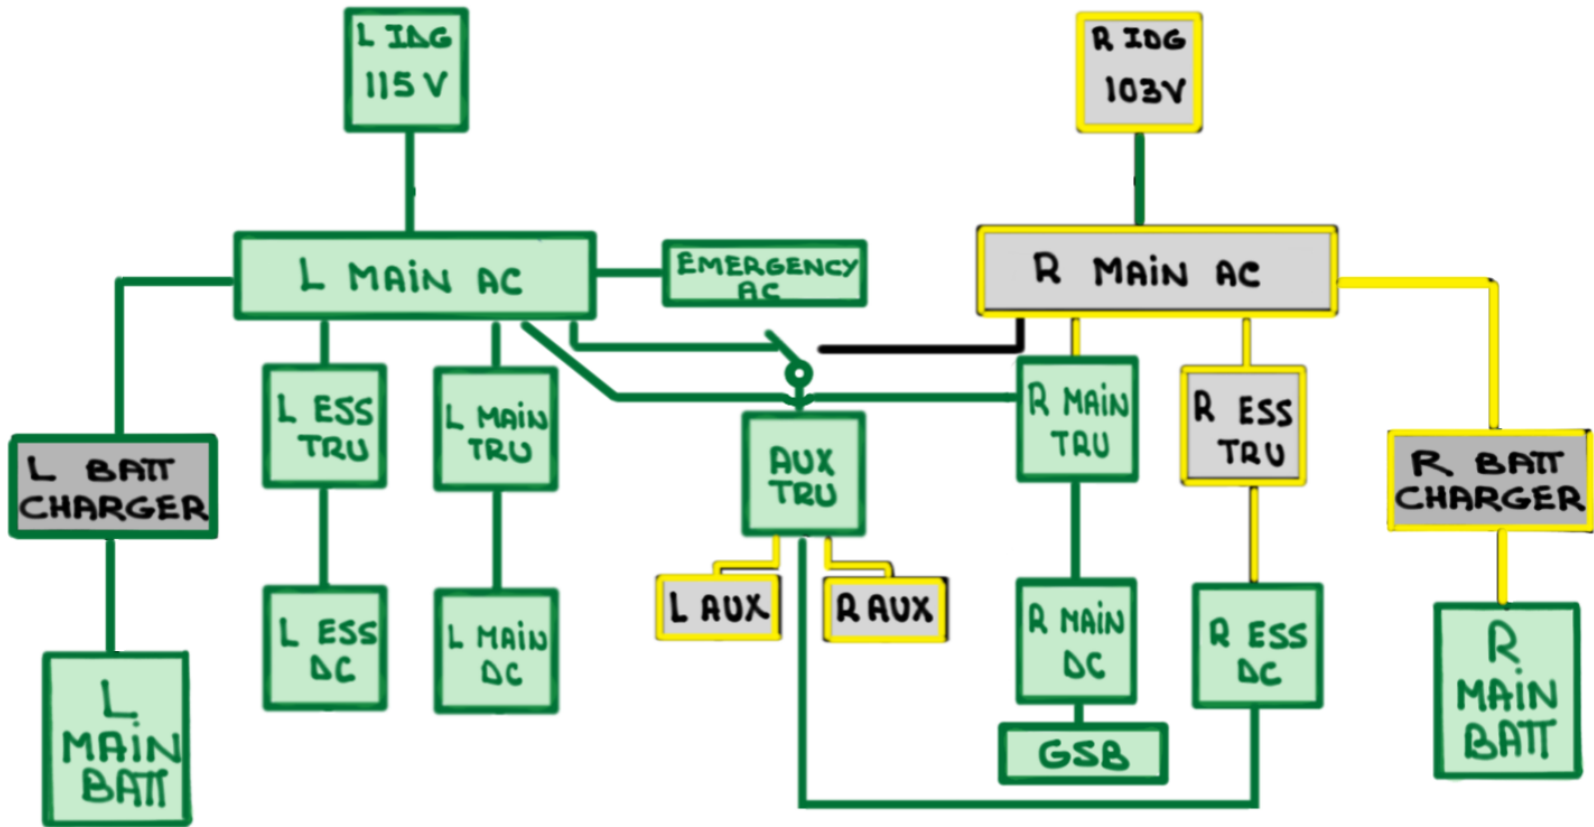 L IDG
115 V
R IDG
103V
L MAIN AC
EMERGENCY
AC
R MAIN AC
L ESS
TRU
L MAIN
TRU
AUX
TRU
R MAIN
TRU
R ESS
TRU
L BATT
CHARGER
R BATT
CHARGER
L AUX
R AUX
L ESS
DC
L MAIN
DC
R MAIN
DC
R ESS
DC
L
MAIN
BATT
GSB
R
MAIN
BATT